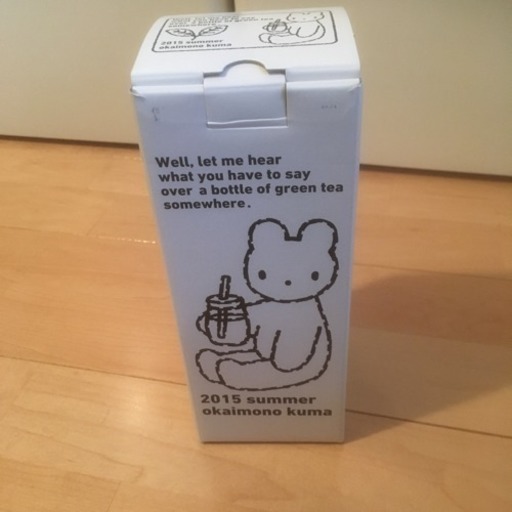 2015 summer
okaimono kuma
Well, let me hear
what you have to say
over a bottle of green tea
somewhere.
2015 summer
okaimono kuma